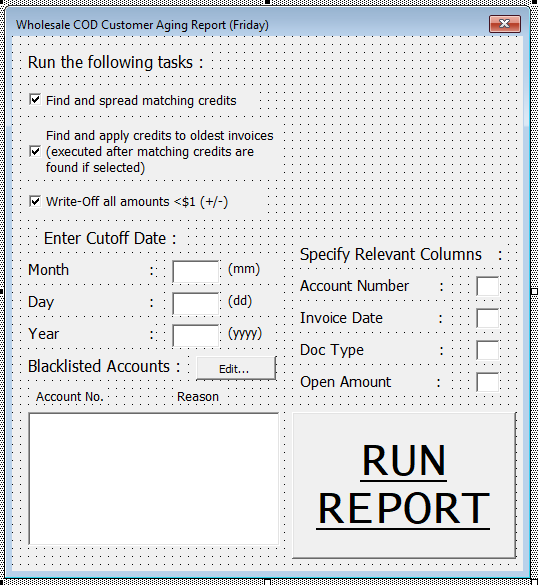 Wholesale COD Customer Aging Report (Friday)
Run the following tasks :
Find and spread matching credits
Find and apply credits to oldest invoices
(executed after matching credits are
found if selected)
Write-Off all amounts <$1 (+/-)
Enter Cutoff Date :
Month : (mm)
Day : (dd)
Year : (yyyy)
Blacklisted Accounts : Edit...
Account No. Reason
Specify Relevant Columns :
Account Number :
Invoice Date :
Doc Type :
Open Amount :
RUN
REPORT